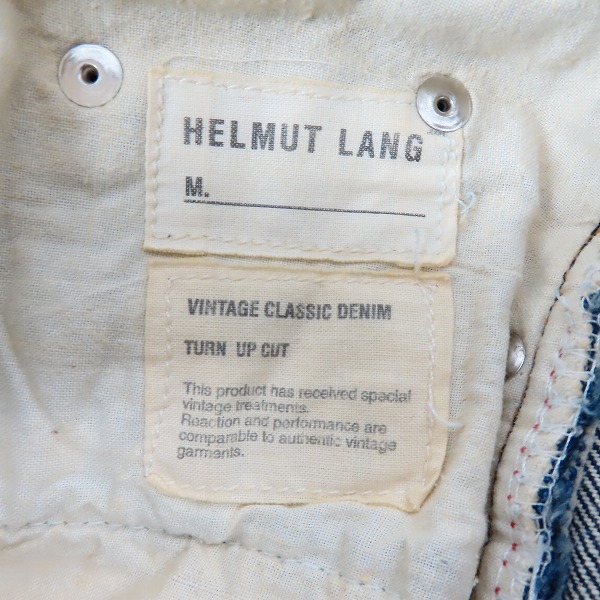 HELMUT LANG
M.
VINTAGE CLASSIC DENIM
TURN UP CUT
This product has received special
vintage treatments.
Reaction and performance are
comparable to authentic vintage
garments.